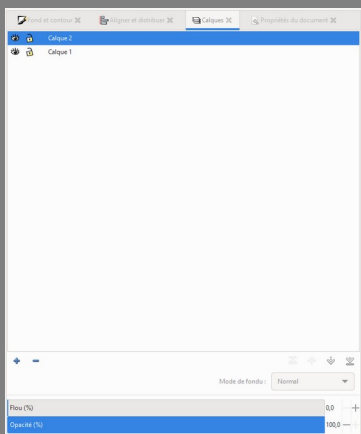 Fond et contour Aligner et distribuer Calques Propriétés du document
Calque 2
Calque 1
Mode de fondu : Normal
Flou (%) 0,0
Opacité (%) 100,0